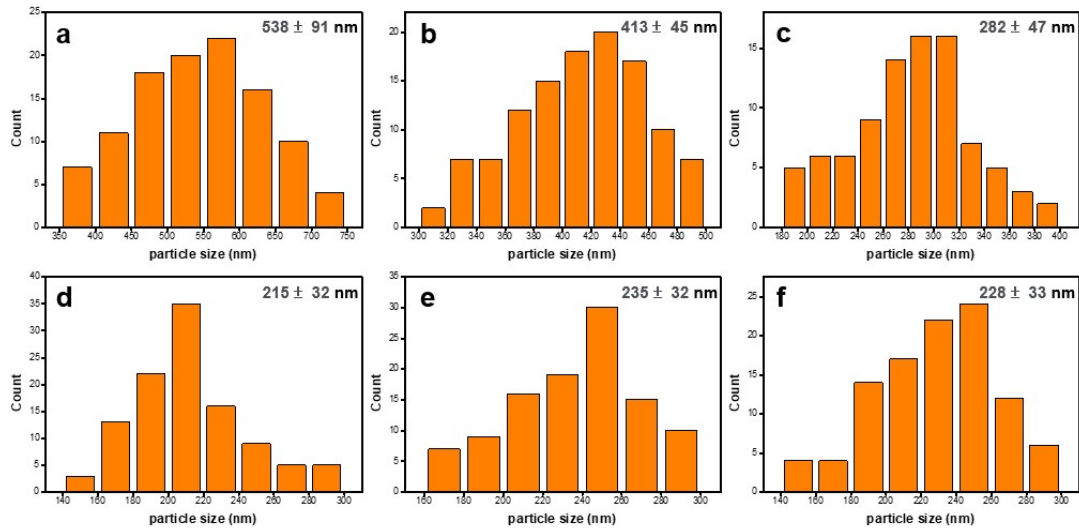 a
538 ± 91 nm
25
20
15
10
5
0
Count
350 400 450 500 550 600 650 700 750
particle size (nm)
b
413 ± 45 nm
20
15
10
5
0
Count
300 320 340 360 380 400 420 440 460 480 500
particle size (nm)
c
282 ± 47 nm
15
10
5
0
Count
180 200 220 240 260 280 300 320 340 360 380 400
particle size (nm)
d
215 ± 32 nm
40
35
30
25
20
15
10
5
0
Count
140 160 180 200 220 240 260 280 300
particle size (nm)
e
235 ± 32 nm
35
30
25
20
15
10
5
0
Count
160 180 200 220 240 260 280 300
particle size (nm)
f
228 ± 33 nm
25
20
15
10
5
0
Count
140 160 180 200 220 240 260 280 300
particle size (nm)